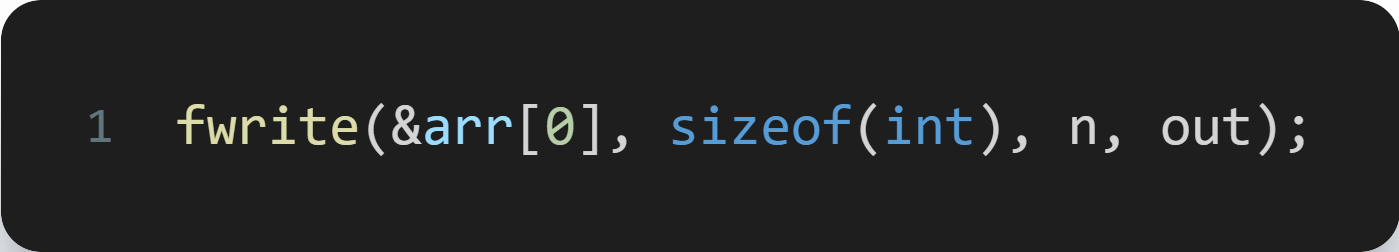 1 fwrite(&arr[0], sizeof(int), n, out);